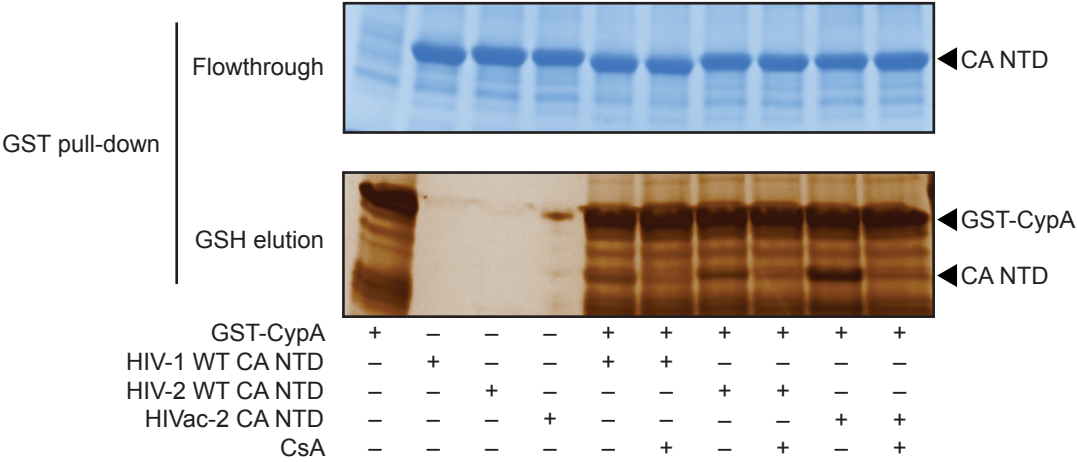 Flowthrough
◀CA NTD
GST pull-down
GSH elution
◀GST-CypA
◀CA NTD
GST-CypA + – – – + + + + + +
HIV-1 WT CA NTD – + – – + + – – – –
HIV-2 WT CA NTD – – + – – – + + – –
HIVac-2 CA NTD – – – + – – – – + +
CsA – – – – – + – + – +